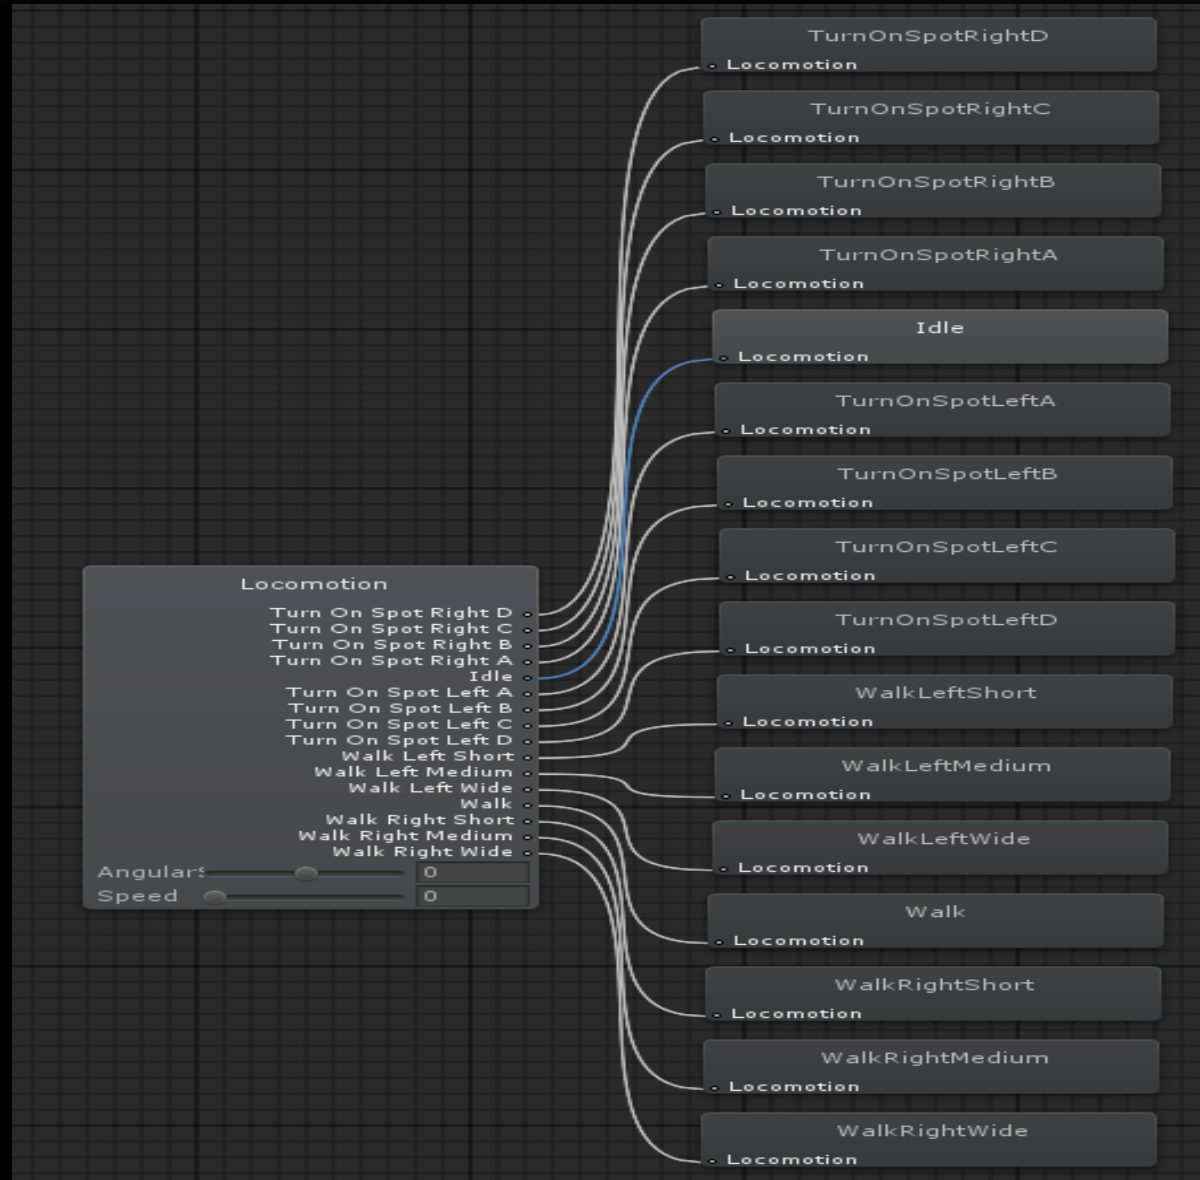 TurnOnSpotRightD
Locomotion
TurnOnSpotRightC
Locomotion
TurnOnSpotRightB
Locomotion
TurnOnSpotRightA
Locomotion
Idle
Locomotion
TurnOnSpotLeftA
Locomotion
TurnOnSpotLeftB
Locomotion
TurnOnSpotLeftC
Locomotion
TurnOnSpotLeftD
Locomotion
WalkLeftShort
Locomotion
WalkLeftMedium
Locomotion
WalkLeftWide
Locomotion
Walk
Locomotion
WalkRightShort
Locomotion
WalkRightMedium
Locomotion
WalkRightWide
Locomotion
Locomotion
Turn On Spot Right D
Turn On Spot Right C
Turn On Spot Right B
Turn On Spot Right A
Idle
Turn On Spot Left A
Turn On Spot Left B
Turn On Spot Left C
Turn On Spot Left D
Walk Left Short
Walk Left Medium
Walk Left Wide
Walk
Walk Right Short
Walk Right Medium
Walk Right Wide
AngularS 0
Speed 0